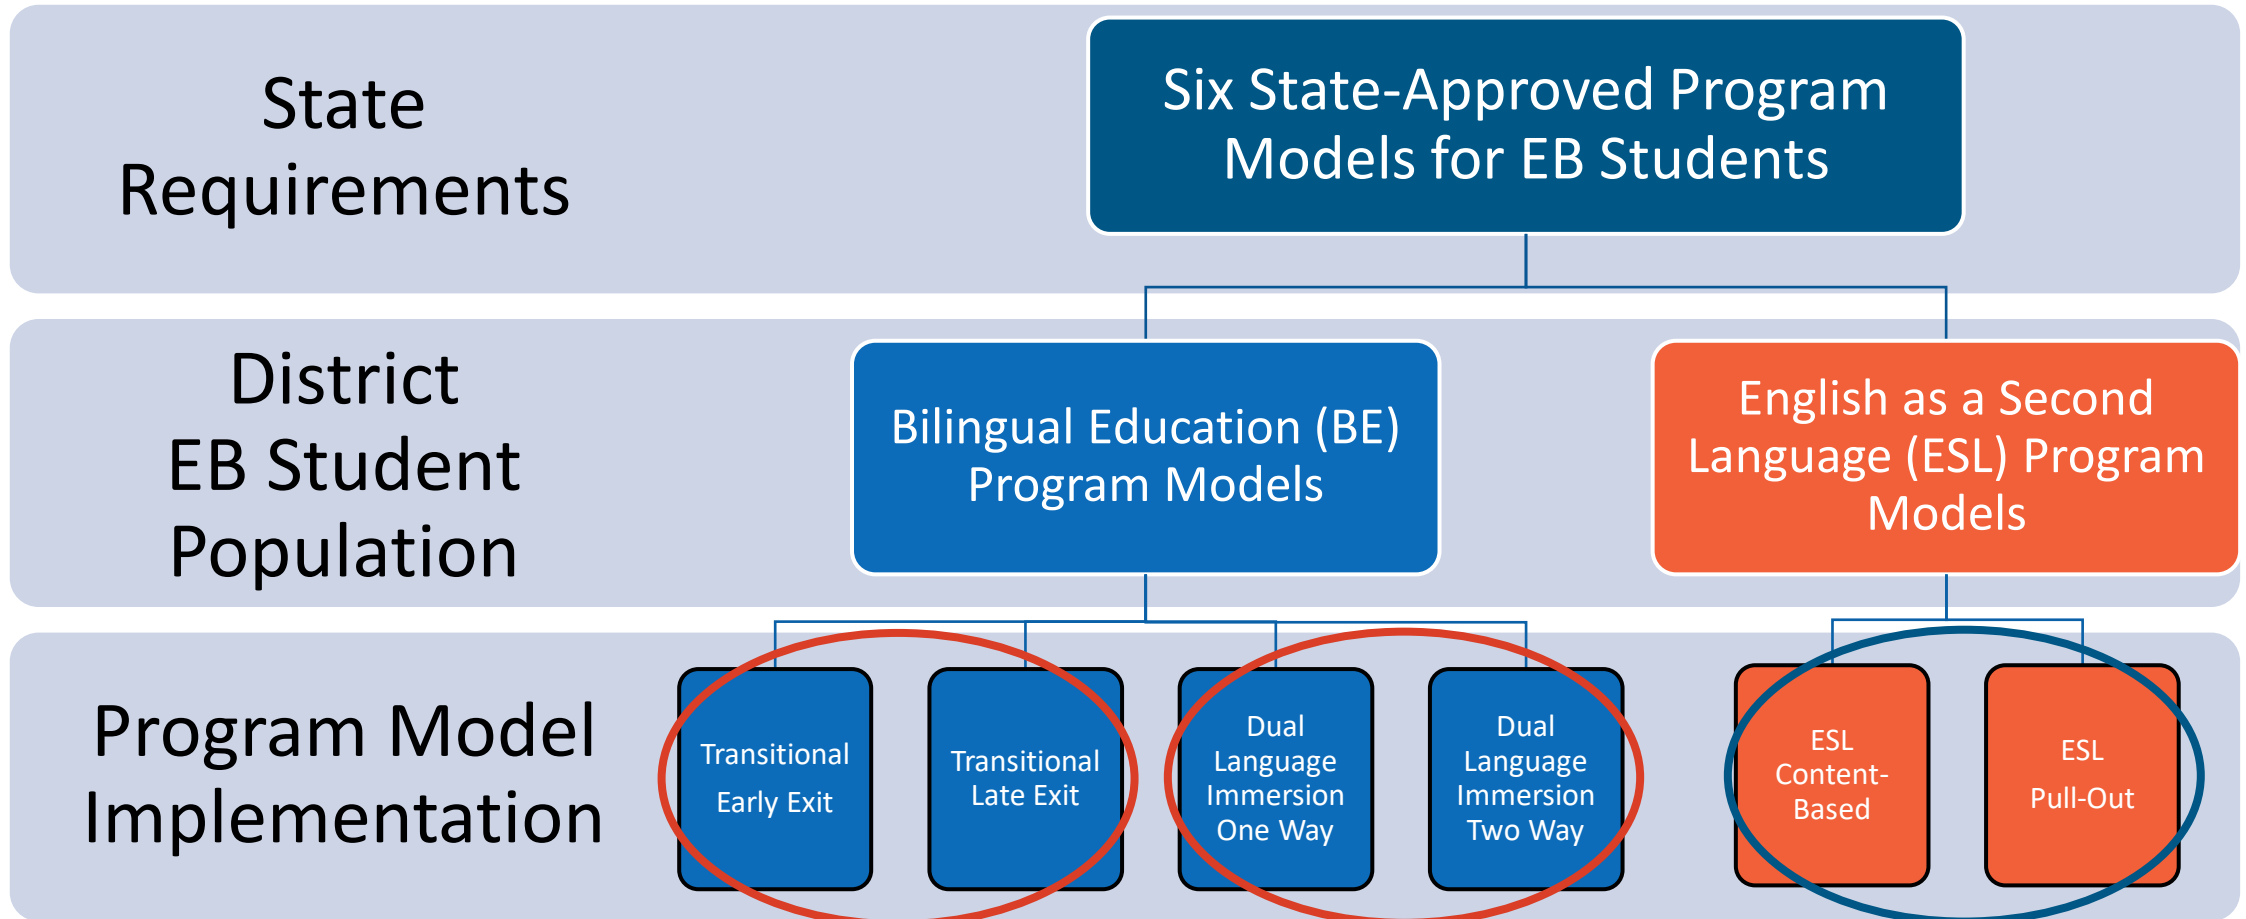 State
Requirements
Six State-Approved Program
Models for EB Students
District
EB Student
Population
Bilingual Education (BE)
Program Models
English as a Second
Language (ESL) Program
Models
Program Model
Implementation
Transitional
Early Exit
Transitional
Late Exit
Dual
Language
Immersion
One Way
Dual
Language
Immersion
Two Way
ESL
Content-
Based
ESL
Pull-Out